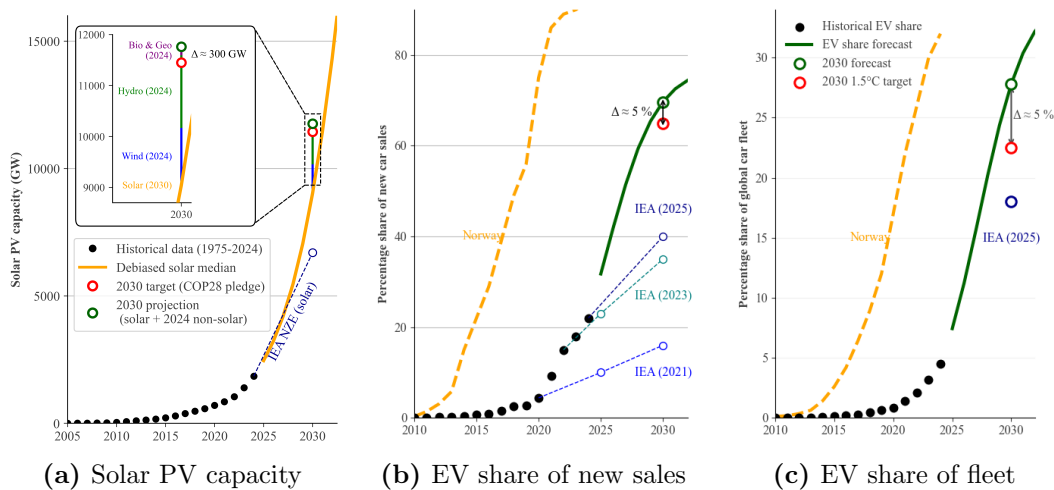 Solar PV capacity (GW)
15000
10000
5000
0
2005
2010
2015
2020
2025
2030
12000
11000
10000
9000
2030
Bio & Geo
(2024)
Hydro (2024)
Wind (2024)
Solar (2030)
Δ ≈ 300 GW
Historical data (1975-2024)
Debiased solar median
2030 target (COP28 pledge)
2030 projection
(solar + 2024 non-solar)
IEA NZE (solar)
(a) Solar PV capacity
Percentage share of new car sales
80
60
40
20
0
2010
2015
2020
2025
2030
Norway
Δ ≈ 5 %
IEA (2025)
IEA (2023)
IEA (2021)
(b) EV share of new sales
Percentage share of global car fleet
35
30
25
20
15
10
5
0
2010
2015
2020
2025
2030
Historical EV share
EV share forecast
2030 forecast
2030 1.5°C target
Δ ≈ 5 %
Norway
IEA (2025)
(c) EV share of fleet